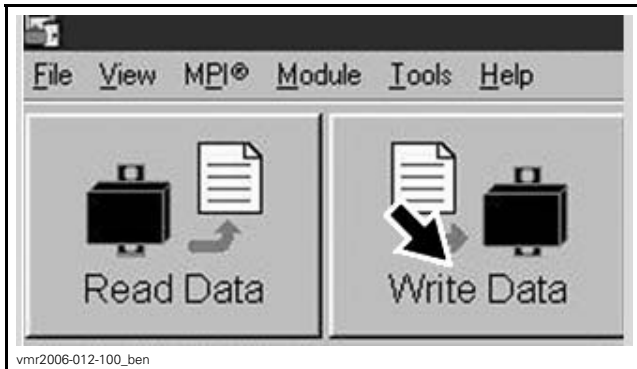 File View MPI® Module Tools Help
Read Data Write Data
vmr2006-012-100_ben